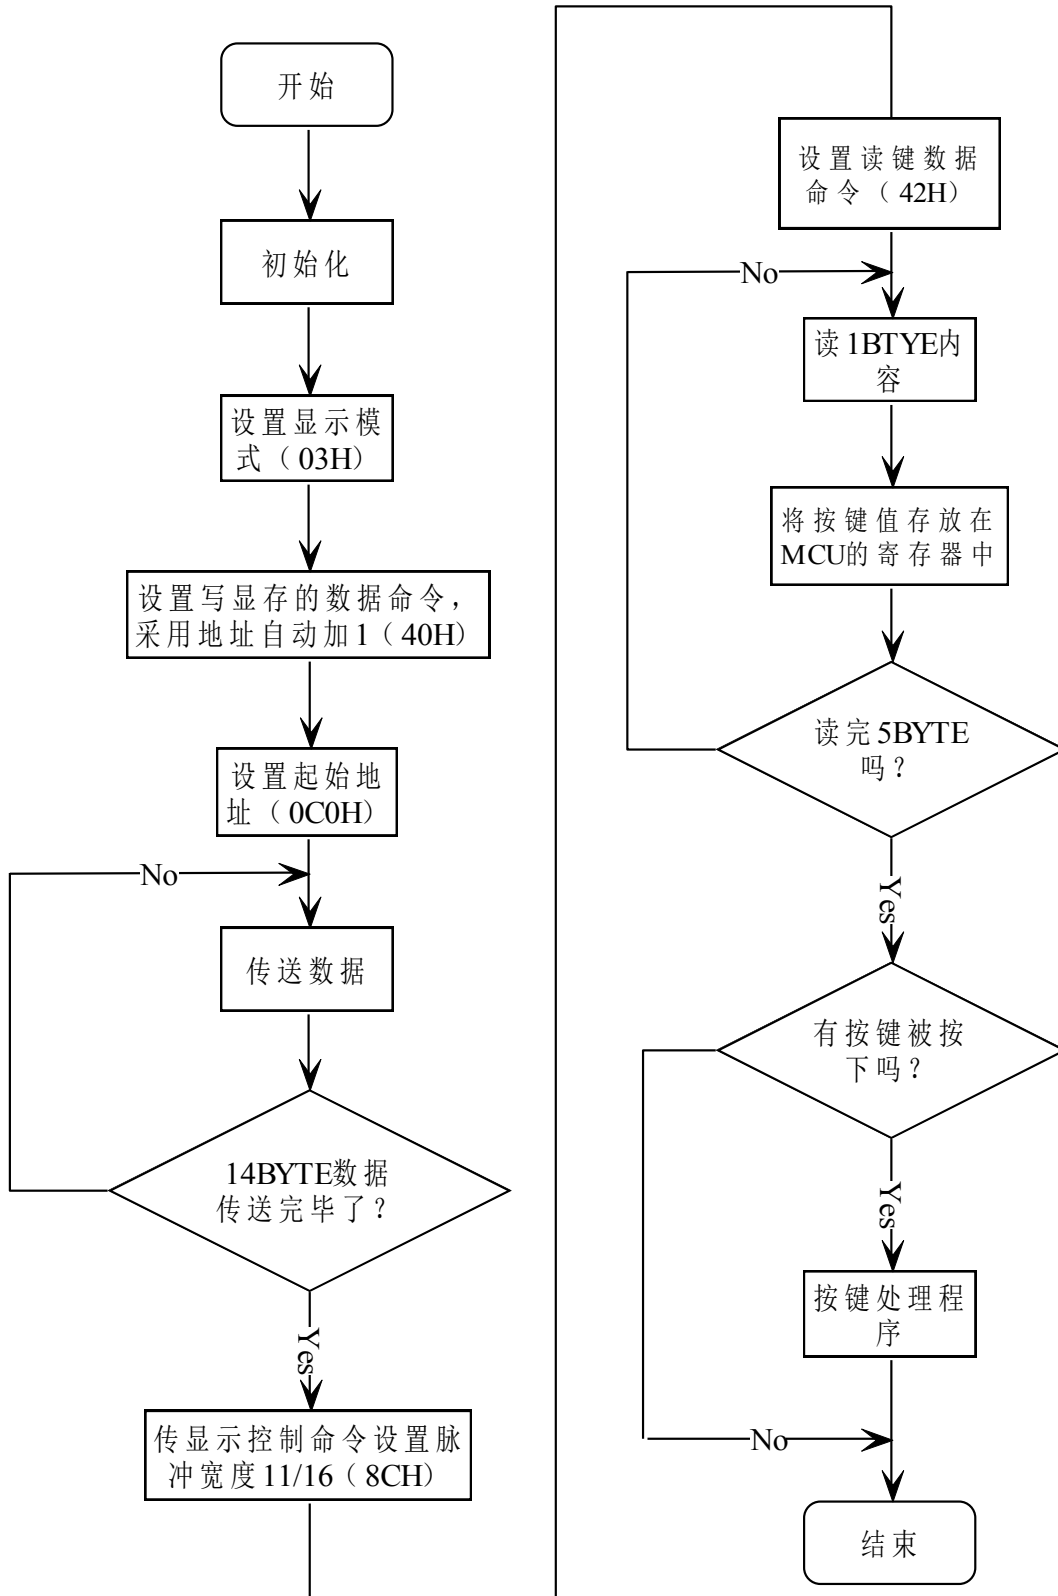 开始
初始化
设置显示模
式（03H）
设置写显存的数据命令，
采用地址自动加1（40H）
设置起始地
址（0C0H）
No
传送数据
14BYTE数据
传送完毕了？
Yes
传显示控制命令设置脉
冲宽度11/16（8CH）
设置读键数据
命令（42H）
No
读1BTYE内
容
将按键值存放在
MCU的寄存器中
读完5BYTE
吗？
Yes
有按键被按
下吗？
Yes
按键处理程
序
No
结束